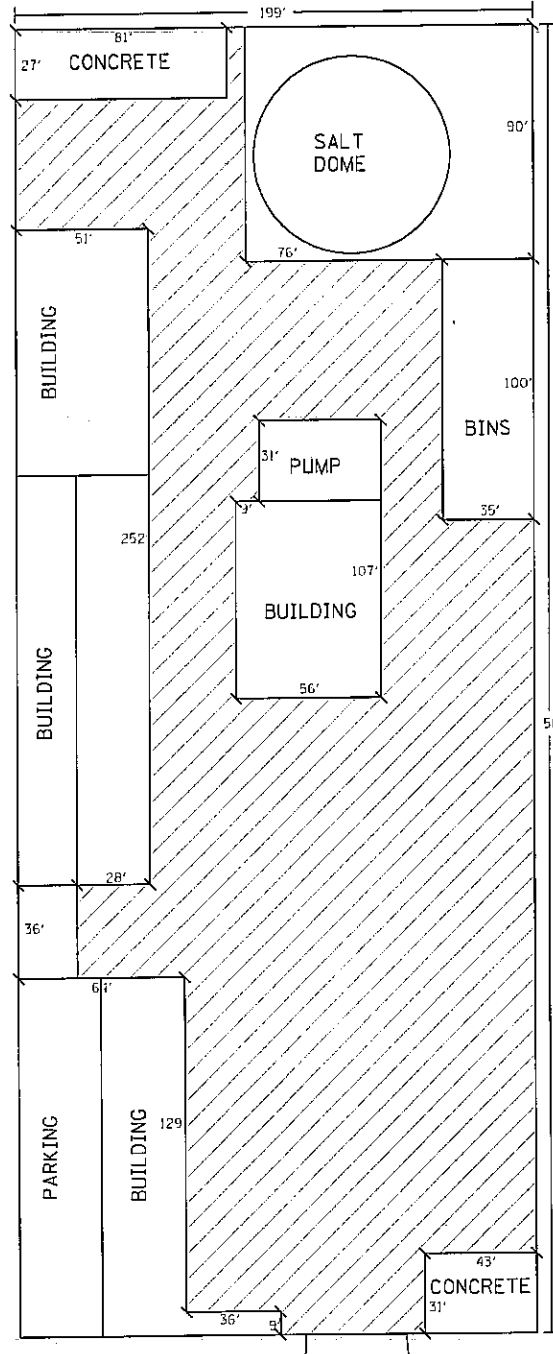 199'
81'
27' CONCRETE
SALT
DOME
90'
51'
76'
BUILDING
100'
BINS
31' PUMP
9'
35'
252'
107'
BUILDING
BUILDING
56'
28'
36'
129
PARKING
BUILDING
43'
CONCRETE
31'
36'
9'